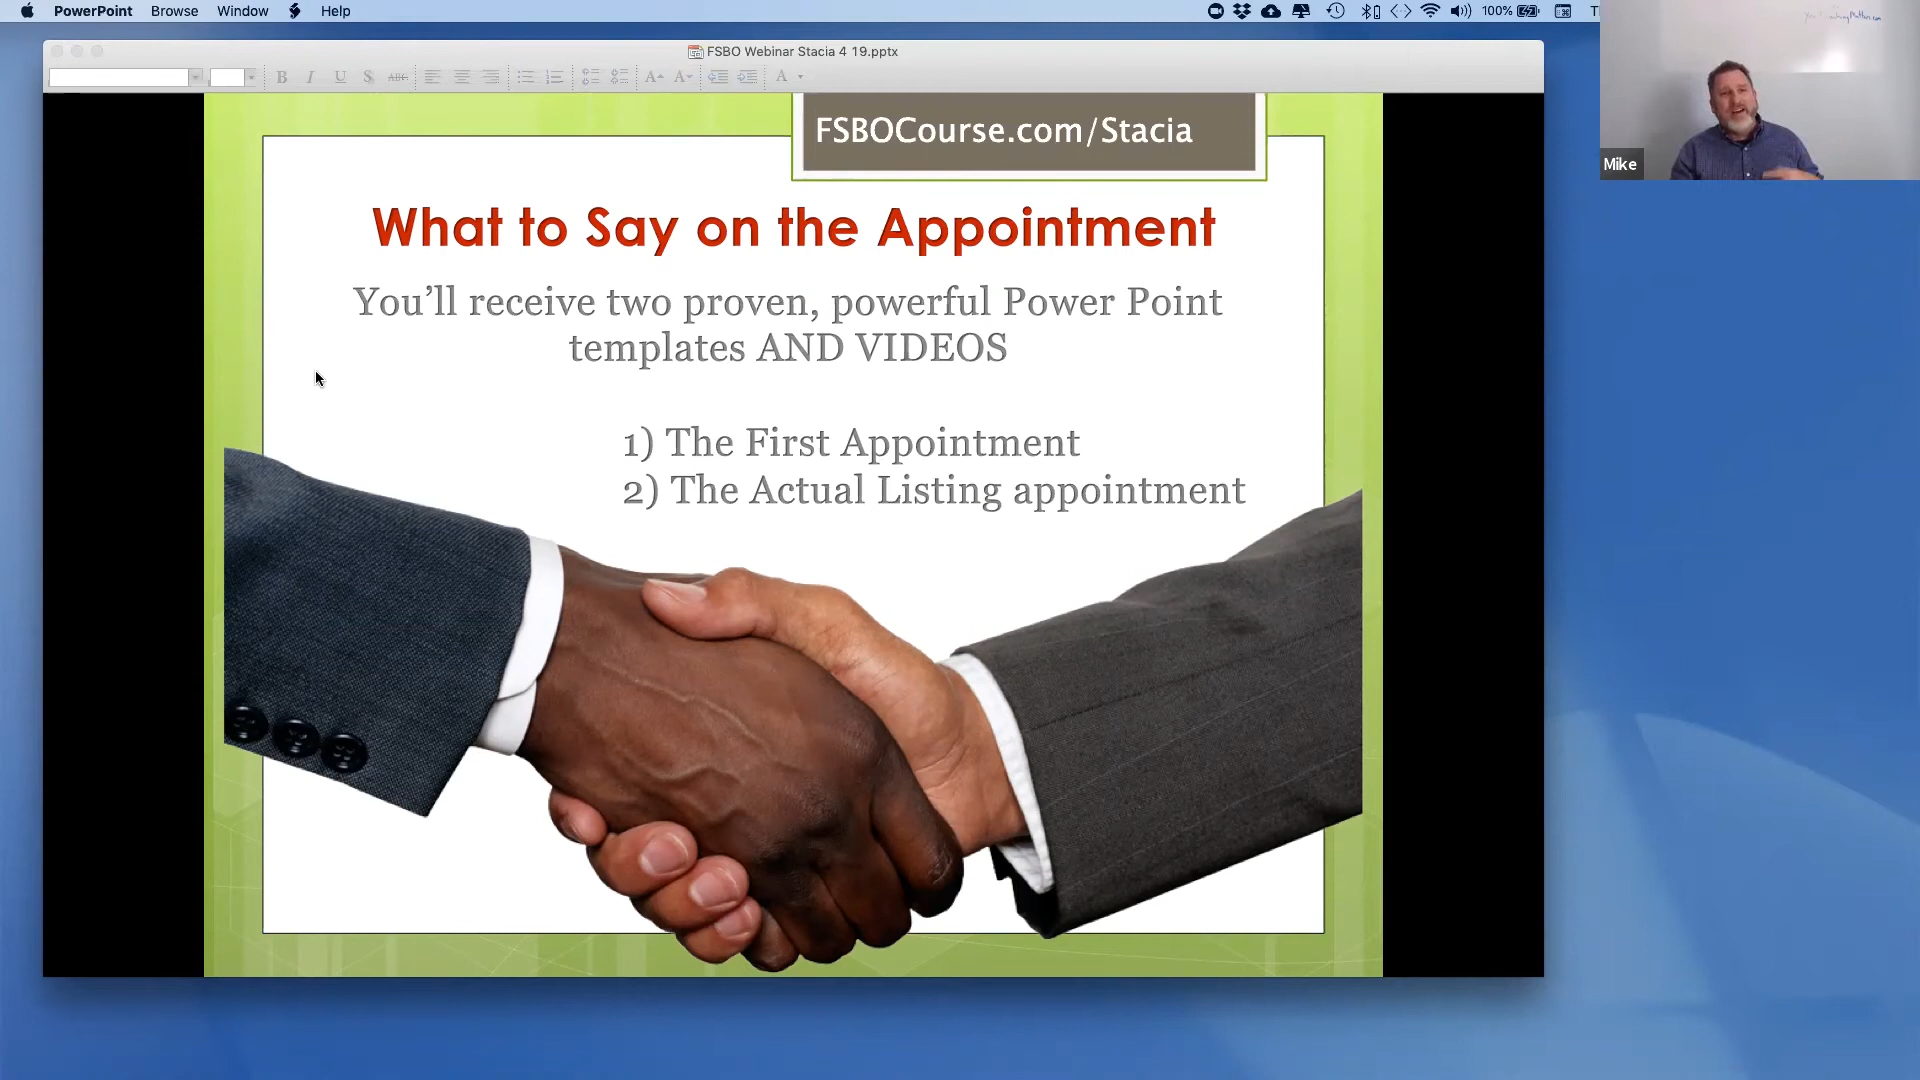 PowerPoint Browse Window Help
100%
FSBO Webinar Stacia 4 19.pptx
B I U S ABC A A A
FSBOCourse.com/Stacia
What to Say on the Appointment
You’ll receive two proven, powerful Power Point
templates AND VIDEOS
1) The First Appointment
2) The Actual Listing appointment
Mike